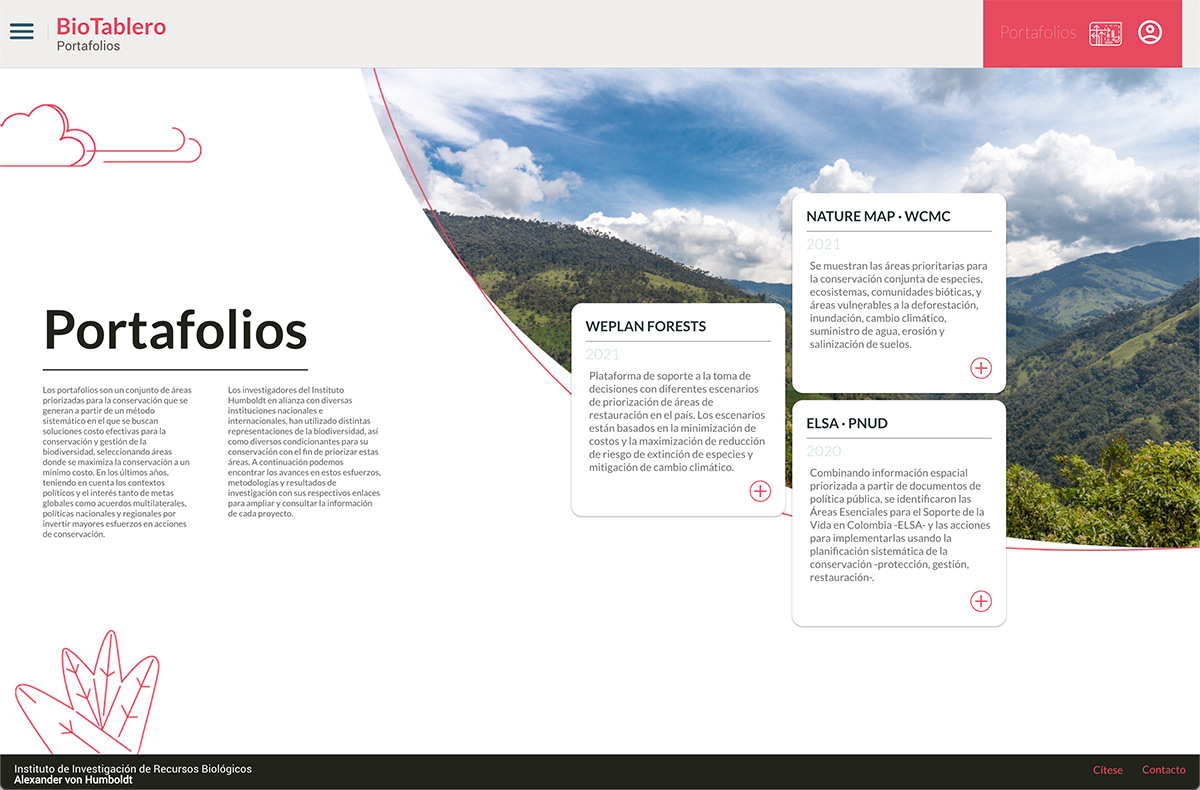 BioTablero
Portafolios
Portafolios
Portafolios
Los portafolios son un conjunto de áreas
priorizadas para la conservación que se
generan a partir de un método
sistemático en el que se buscan
soluciones costo efectivas para la
conservación y gestión de la
biodiversidad, seleccionando áreas
donde se maximiza la conservación a un
mínimo costo. En los últimos años,
teniendo en cuenta los contextos
políticos y el interés tanto de metas
globales como acuerdos multilaterales,
políticas nacionales y regionales por
invertir mayores esfuerzos en acciones
de conservación.
Los investigadores del Instituto
Humboldt en alianza con diversas
instituciones nacionales e
internacionales, han utilizado distintas
representaciones de la biodiversidad, así
como diversos condicionantes para su
conservación con el fin de priorizar estas
áreas. A continuación podemos
encontrar los avances en estos esfuerzos,
metodologías y resultados de
investigación con sus respectivos enlaces
para ampliar y consultar la información
de cada proyecto.
WEPLAN FORESTS
2021
Plataforma de soporte a la toma de
decisiones con diferentes escenarios
de priorización de áreas de
restauración en el país. Los escenarios
están basados en la minimización de
costos y la maximización de reducción
de riesgo de extinción de especies y
mitigación de cambio climático.
NATURE MAP · WCMC
2021
Se muestran las áreas prioritarias para
la conservación conjunta de especies,
ecosistemas, comunidades bióticas, y
áreas vulnerables a la deforestación,
inundación, cambio climático,
suministro de agua, erosión y
salinización de suelos.
ELSA · PNUD
2020
Combinando información espacial
priorizada a partir de documentos de
política pública, se identificaron las
Áreas Esenciales para el Soporte de la
Vida en Colombia -ELSA- y las acciones
para implementarlas usando la
planificación sistemática de la
conservación -protección, gestión,
restauración-.
Instituto de Investigación de Recursos Biológicos
Alexander von Humboldt
Cítese
Contacto